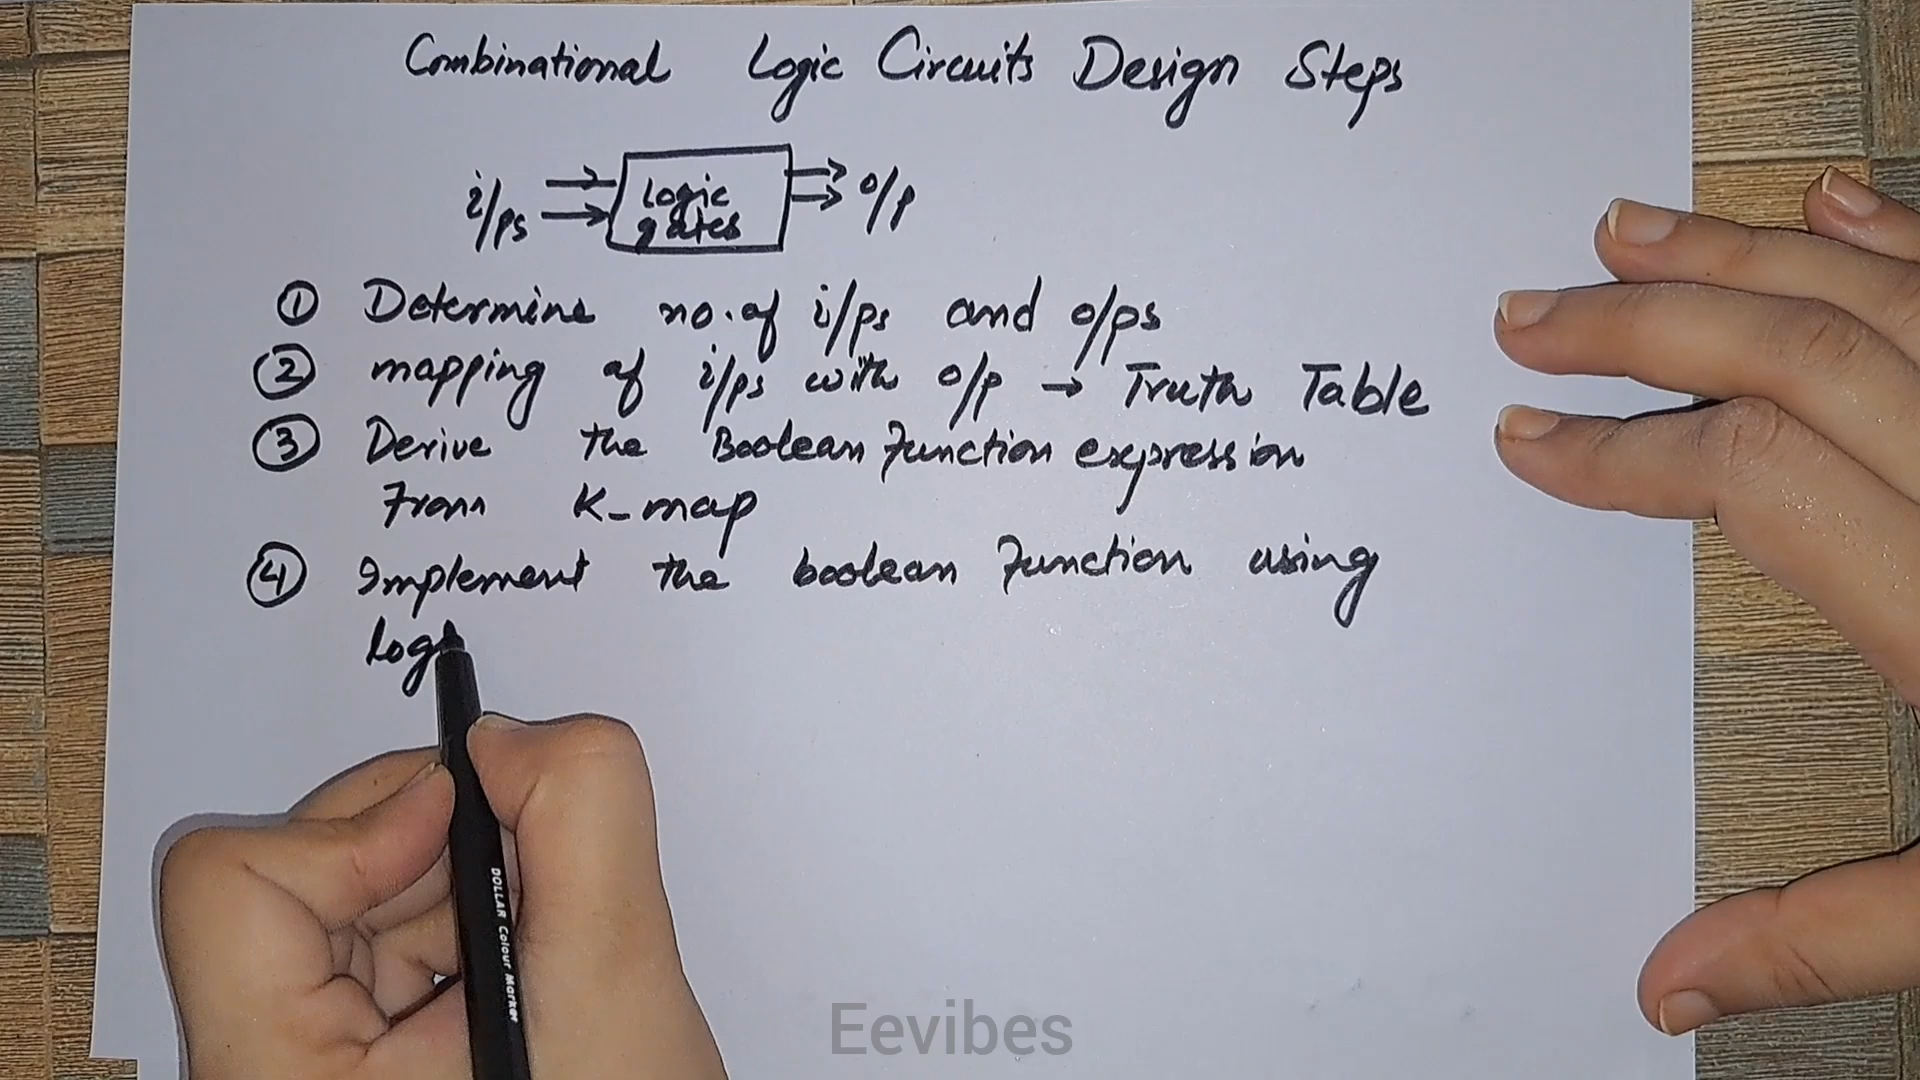 Combinational Logic Circuits Design Steps
i/ps Logic gates o/p
① Determine no. of i/ps and o/ps
② mapping of i/ps with o/p → Truth Table
③ Derive the Boolean Function expression
From K-map
④ Implement the boolean Function using
Log
DOLLAR Colour Marker
Eevibes